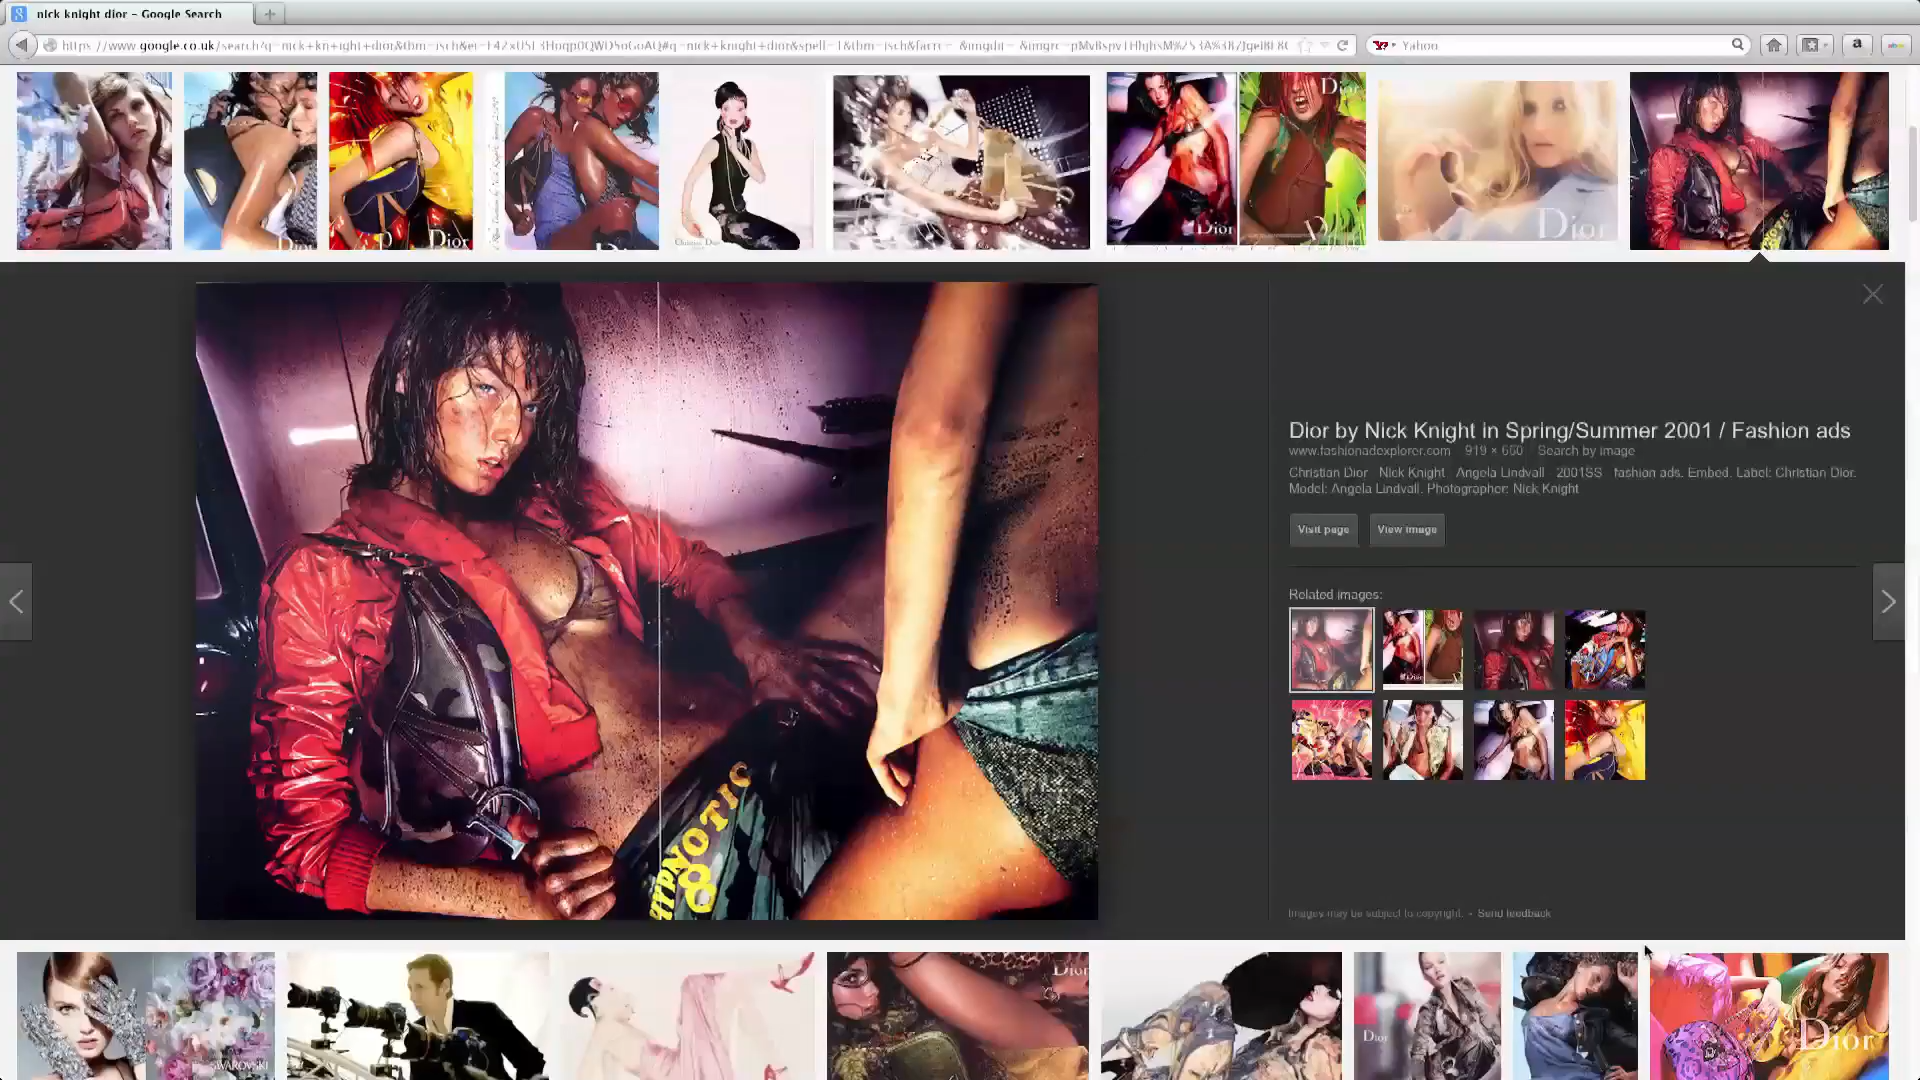 nick knight dior - Google Search
Yahoo
Dior
Dior
Dior
Dior
Dior
HYPNOTIC
Dior by Nick Knight in Spring/Summer 2001 / Fashion ads
www.fashionadexplorer.com 919 × 650 Search by image
Christian Dior Nick Knight Angela Lindvall 2001SS fashion ads. Embed. Label: Christian Dior.
Model: Angela Lindvall. Photographer: Nick Knight
Visit page View image
Related images:
Images may be subject to copyright. - Send feedback
SWAROVSKI
Dior
Dior
Dior